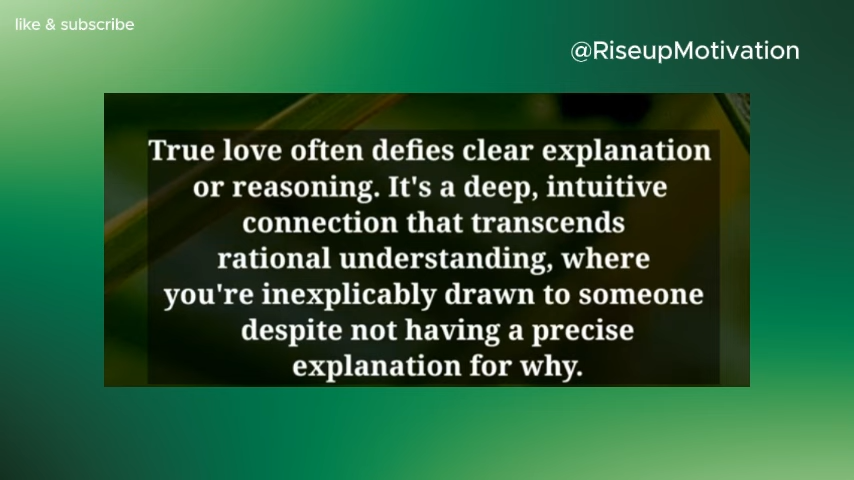 like & subscribe
@RiseupMotivation
True love often defies clear explanation
or reasoning. It's a deep, intuitive
connection that transcends
rational understanding, where
you're inexplicably drawn to someone
despite not having a precise
explanation for why.